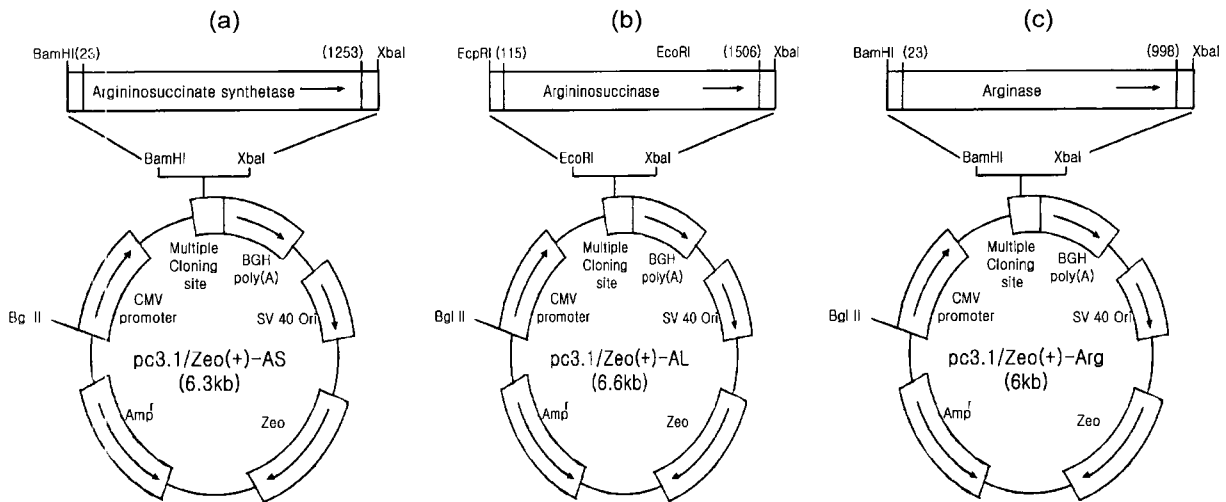 (a)
BamHI(23)
(1253)
XbaI
Argininosuccinate synthetase
BamHI
XbaI
Multiple
Cloning
site
BGH
poly(A)
CMV
promoter
SV 40 Ori
Bg II
pc3.1/Zeo(+)-AS
(6.3kb)
Amp^r
Zeo
(b)
EcpRI (115)
EcoRI
(1506)
XbaI
Argininosuccinase
EcoRI
XbaI
Multiple
Cloning
site
BGH
poly(A)
CMV
promoter
SV 40 Ori
Bgl II
pc3.1/Zeo(+)-AL
(6.6kb)
Amp^r
Zeo
(c)
BamHI (23)
(998)
XbaI
Arginase
BamHI
XbaI
Multiple
Cloning
site
BGH
poly(A)
CMV
promoter
SV 40 Ori
Bgl II
pc3.1/Zeo(+)-Arg
(6kb)
Amp^r
Zeo